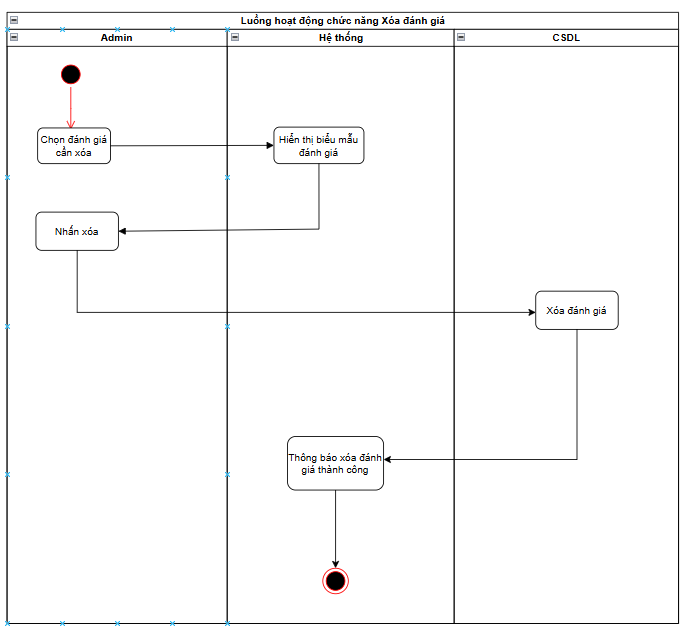 Luồng hoạt động chức năng Xóa đánh giá
Admin
Hệ thống
CSDL
Chọn đánh giá
cần xóa
Hiển thị biểu mẫu
đánh giá
Nhấn xóa
Xóa đánh giá
Thông báo xóa đánh
giá thành công